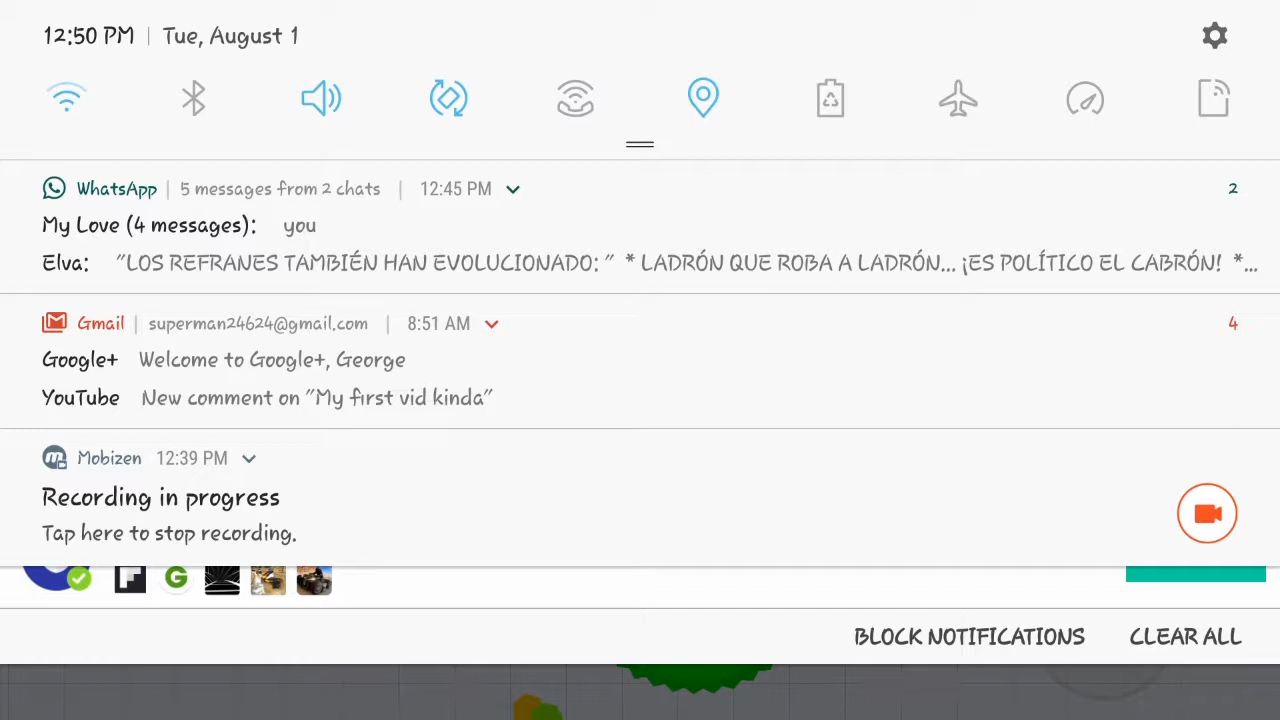 12:50 PM | Tue, August 1
WhatsApp | 5 messages from 2 chats | 12:45 PM 2
My Love (4 messages): you
Elva: "LOS REFRANES TAMBIÉN HAN EVOLUCIONADO: " * LADRÓN QUE ROBA A LADRÓN... ¡ES POLÍTICO EL CABRÓN! *...
Gmail | superman24624@gmail.com | 8:51 AM 4
Google+ Welcome to Google+, George
YouTube New comment on "My first vid kinda"
Mobizen 12:39 PM
Recording in progress
Tap here to stop recording.
BLOCK NOTIFICATIONS CLEAR ALL